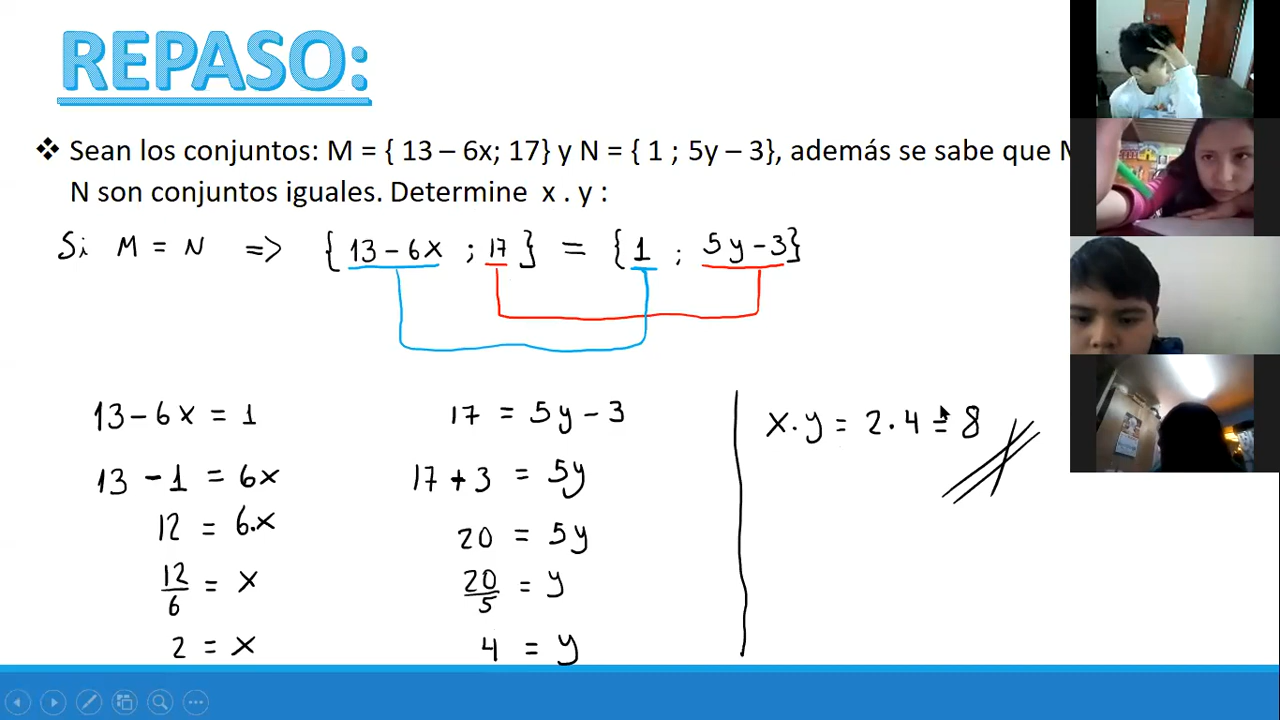 REPASO:
❖ Sean los conjuntos: M = { 13 – 6x; 17} y N = { 1 ; 5y – 3}, además se sabe que
N son conjuntos iguales. Determine x . y :
Si M = N => { 13 - 6x ; 17 } = { 1 ; 5y - 3}
13 - 6x = 1
13 - 1 = 6x
12 = 6.x
12/6 = x
2 = x
17 = 5y - 3
17 + 3 = 5y
20 = 5y
20/5 = y
4 = y
x . y = 2 . 4 = 8